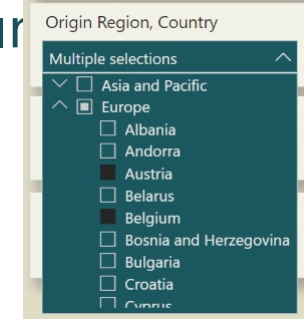 Origin Region, Country
Multiple selections
Asia and Pacific
Europe
Albania
Andorra
Austria
Belarus
Belgium
Bosnia and Herzegovina
Bulgaria
Croatia
Cyprus